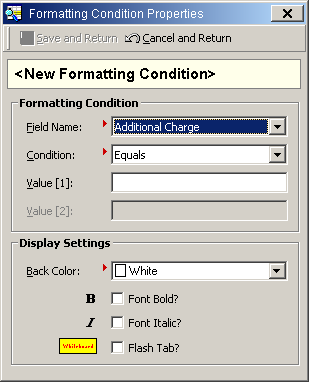 Formatting Condition Properties
Save and Return Cancel and Return
<New Formatting Condition>
Formatting Condition
Field Name: Additional Charge
Condition: Equals
Value [1]:
Value [2]:
Display Settings
Back Color: White
B Font Bold?
I Font Italic?
Whiteboard Flash Tab?